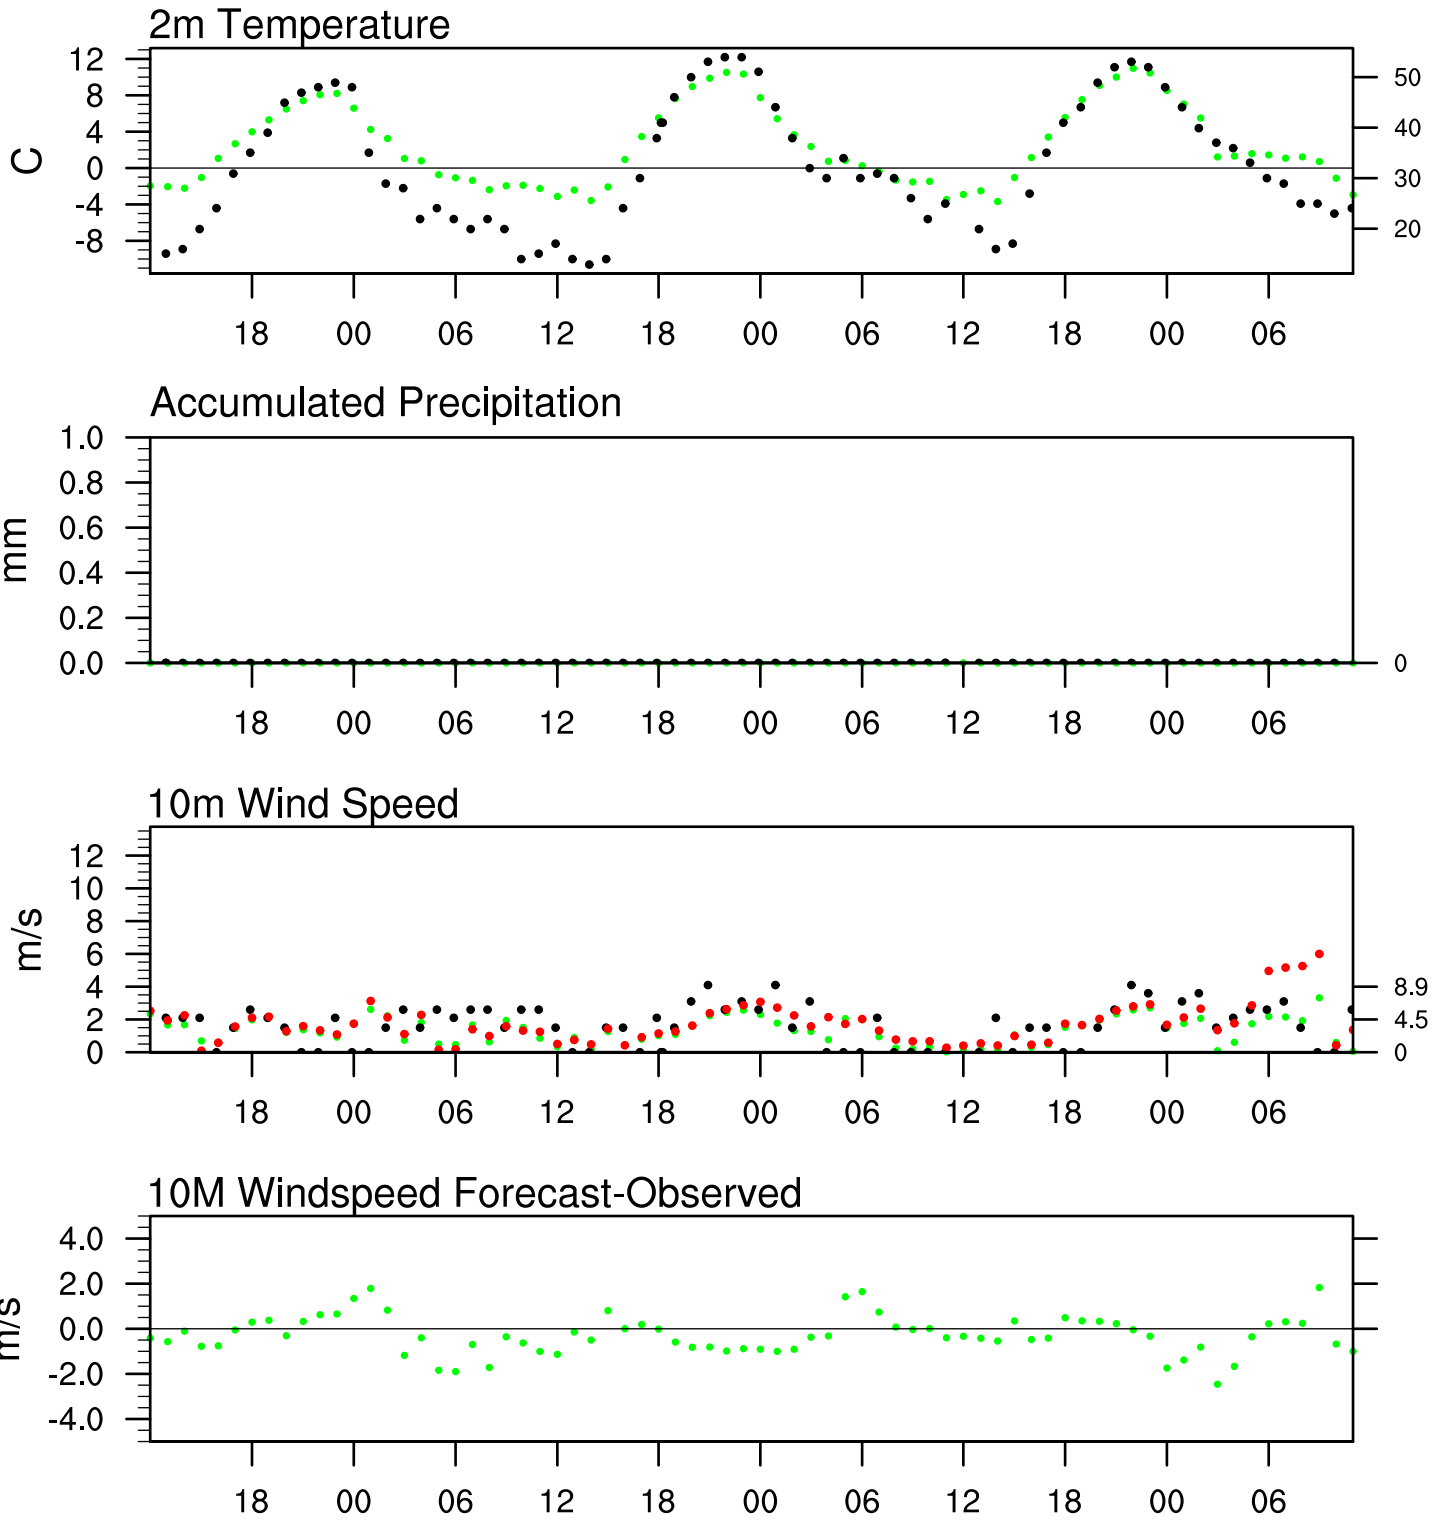 2m Temperature
12
8
4
0
-4
-8
C
50
40
30
20
18 00 06 12 18 00 06 12 18 00 06
Accumulated Precipitation
1.0
0.8
0.6
0.4
0.2
0.0
mm
0
18 00 06 12 18 00 06 12 18 00 06
10m Wind Speed
12
10
8
6
4
2
0
m/s
8.9
4.5
0
18 00 06 12 18 00 06 12 18 00 06
10M Windspeed Forecast-Observed
4.0
2.0
0.0
-2.0
-4.0
m/s
18 00 06 12 18 00 06 12 18 00 06